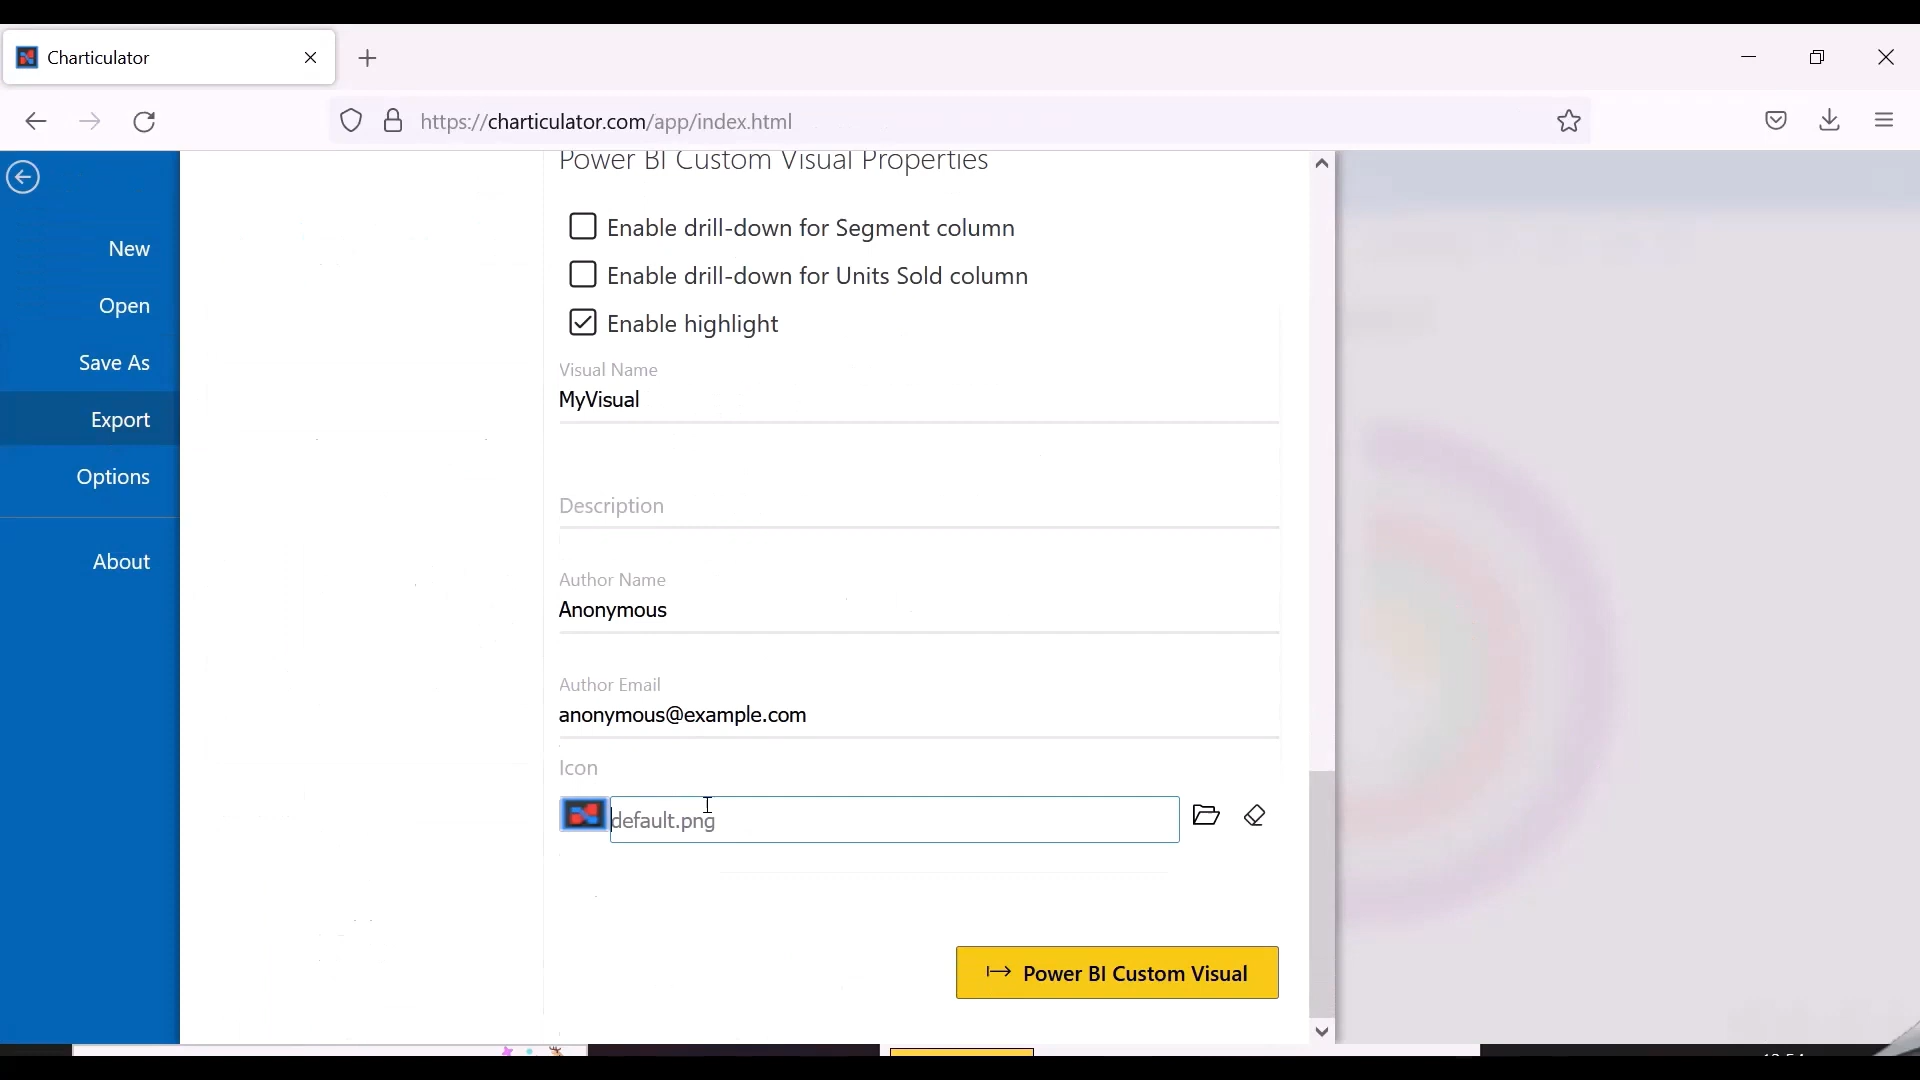 Charticulator
https://charticulator.com/app/index.html
Power BI Custom Visual Properties
New
Open
Save As
Export
Options
About
Enable drill-down for Segment column
Enable drill-down for Units Sold column
Enable highlight
Visual Name
MyVisual
Description
Author Name
Anonymous
Author Email
anonymous@example.com
Icon
default.png
Power BI Custom Visual